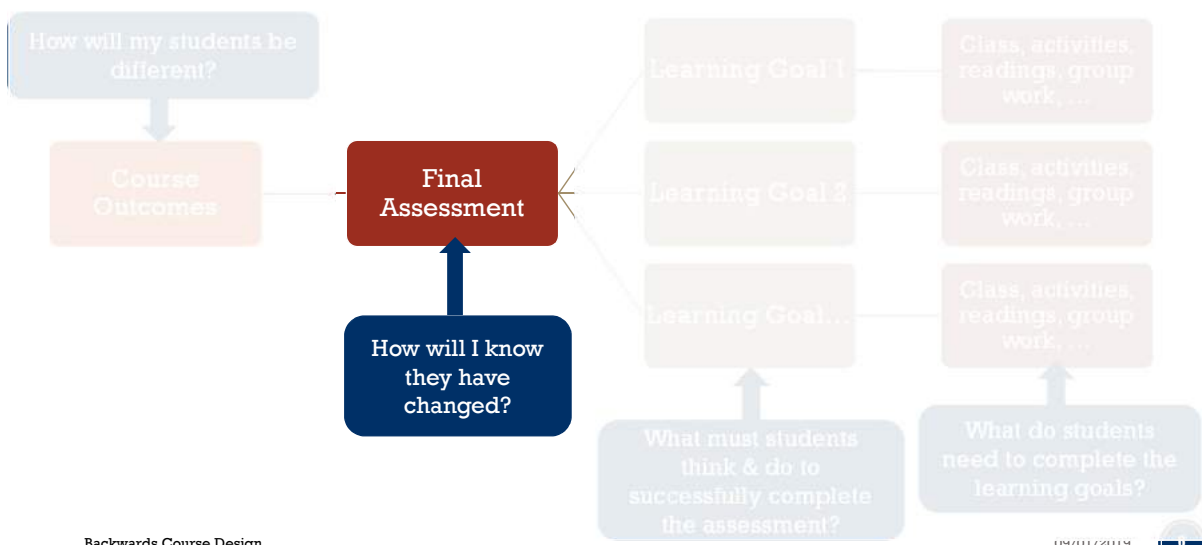 How will my students be
different?
Course
Outcomes
Final
Assessment
How will I know
they have
changed?
Learning Goal 1
Learning Goal 2
Learning Goal…
Class, activities,
readings, group
work, …
Class, activities,
readings, group
work, …
Class, activities,
readings, group
work, …
What must students
think & do to
successfully complete
the assessment?
What do students
need to complete the
learning goals?
Backwards Course Design
09/01/2019